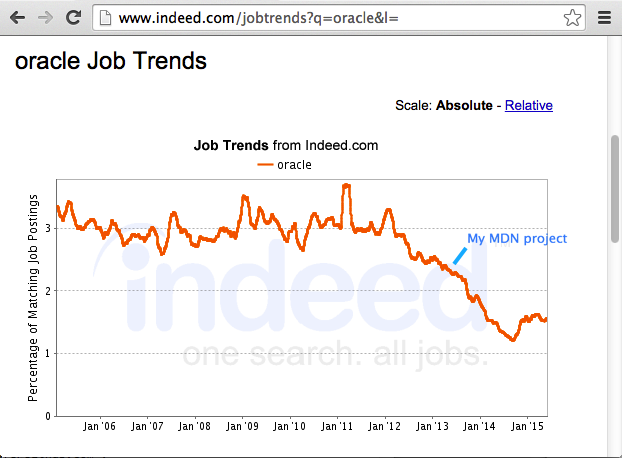 www.indeed.com/jobtrends?q=oracle&l=
oracle Job Trends
Scale: Absolute - Relative
Job Trends from Indeed.com
oracle
Percentage of Matching Job Postings
3
2
1
0
My MDN project
indeed
one search. all jobs.
Jan '06 Jan '07 Jan '08 Jan '09 Jan '10 Jan '11 Jan '12 Jan '13 Jan '14 Jan '15